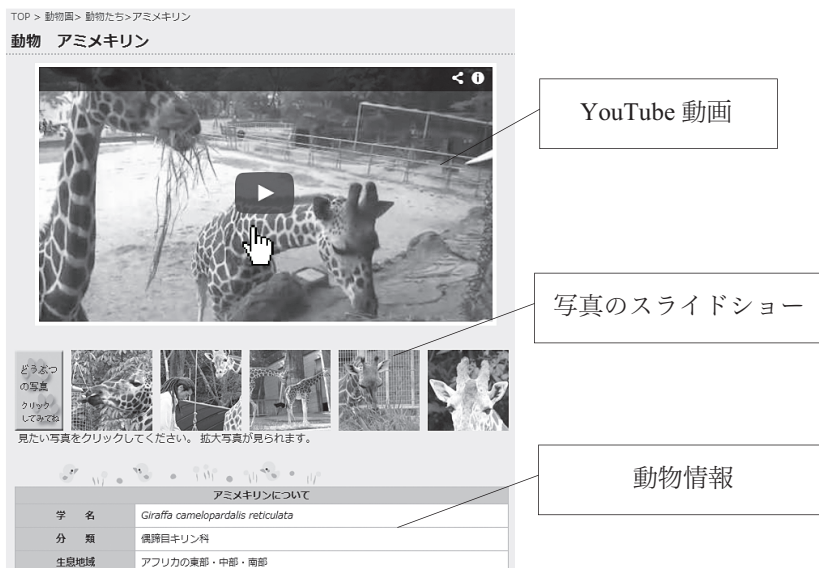 TOP > 動物園> 動物たち>アミメキリン
動物 アミメキリン
YouTube 動画
写真のスライドショー
どうぶつ
の写真
クリック
してみてね
見たい写真をクリックしてください。 拡大写真が見られます。
動物情報
アミメキリンについて
学 名 Giraffa camelopardalis reticulata
分 類 偶蹄目キリン科
生息地域 アフリカの東部・中部・南部